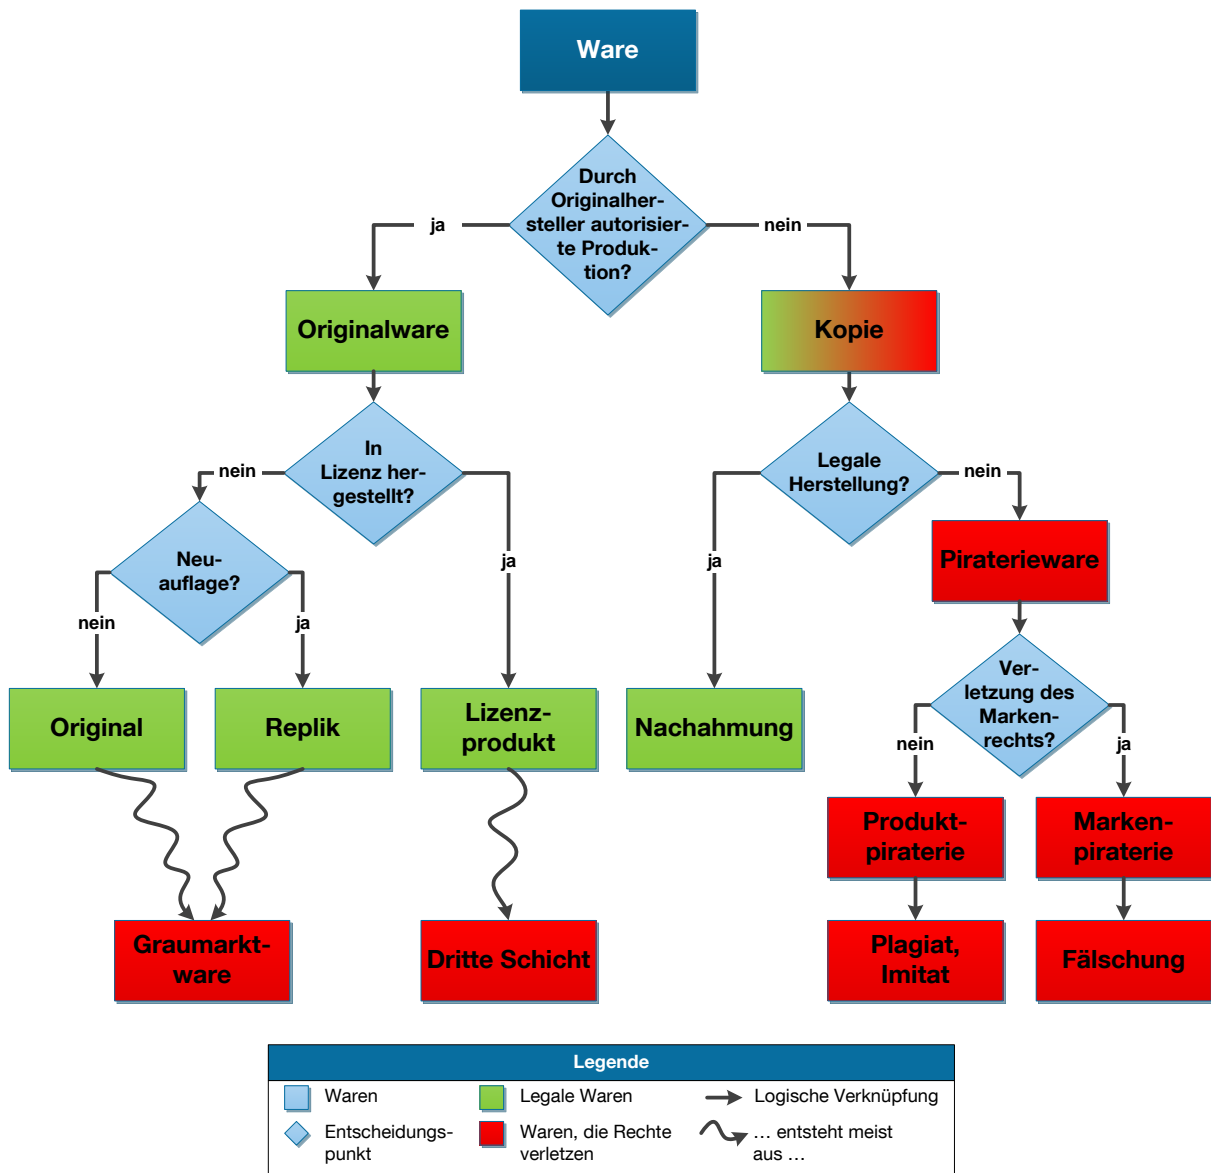 Ware
Durch
Originalher-
steller autorisier-
te Produk-
tion?
ja
nein
Originalware
Kopie
In
Lizenz her-
gestellt?
nein
ja
Legale
Herstellung?
ja
nein
Neu-
auflage?
nein
ja
Piraterieware
Ver-
letzung des
Marken-
rechts?
nein
ja
Original
Replik
Lizenz-
produkt
Nachahmung
Produkt-
piraterie
Marken-
piraterie
Graumarkt-
ware
Dritte Schicht
Plagiat,
Imitat
Fälschung
Legende
Waren
Legale Waren
Logische Verknüpfung
Entscheidungs-
punkt
Waren, die Rechte
verletzen
... entsteht meist
aus ...